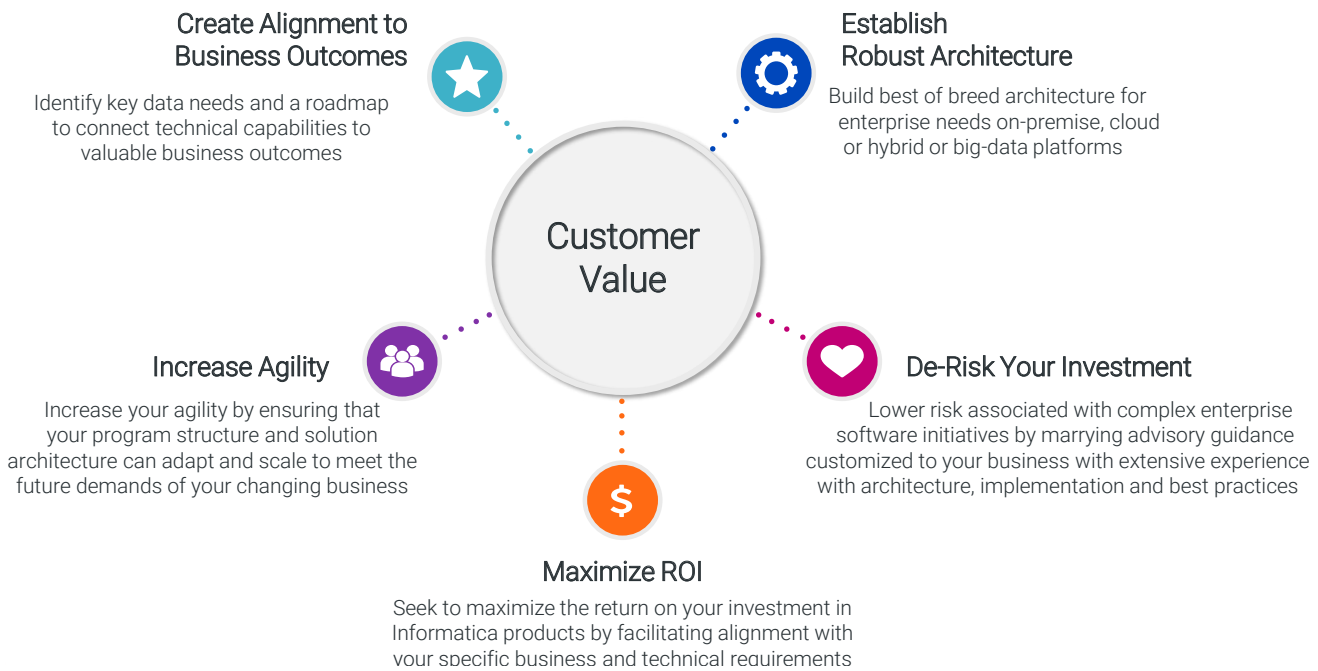 Create Alignment to
Business Outcomes
Identify key data needs and a roadmap
to connect technical capabilities to
valuable business outcomes
Establish
Robust Architecture
Build best of breed architecture for
enterprise needs on-premise, cloud
or hybrid or big-data platforms
Customer
Value
Increase Agility
Increase your agility by ensuring that
your program structure and solution
architecture can adapt and scale to meet the
future demands of your changing business
De-Risk Your Investment
Lower risk associated with complex enterprise
software initiatives by marrying advisory guidance
customized to your business with extensive experience
with architecture, implementation and best practices
$
Maximize ROI
Seek to maximize the return on your investment in
Informatica products by facilitating alignment with
your specific business and technical requirements